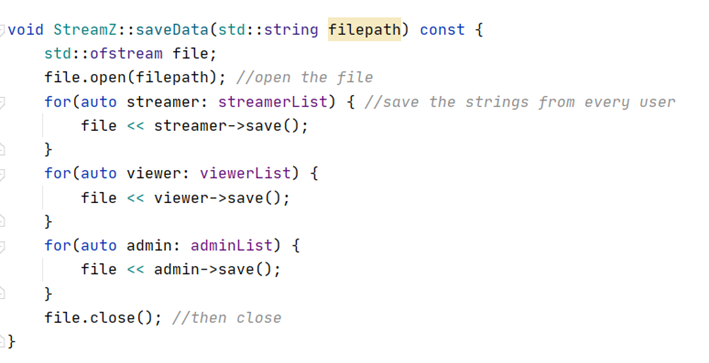 void StreamZ::saveData(std::string filepath) const {
    std::ofstream file;
    file.open(filepath); //open the file
    for(auto streamer: streamerList) { //save the strings from every user
        file << streamer->save();
    }
    for(auto viewer: viewerList) {
        file << viewer->save();
    }
    for(auto admin: adminList) {
        file << admin->save();
    }
    file.close(); //then close
}